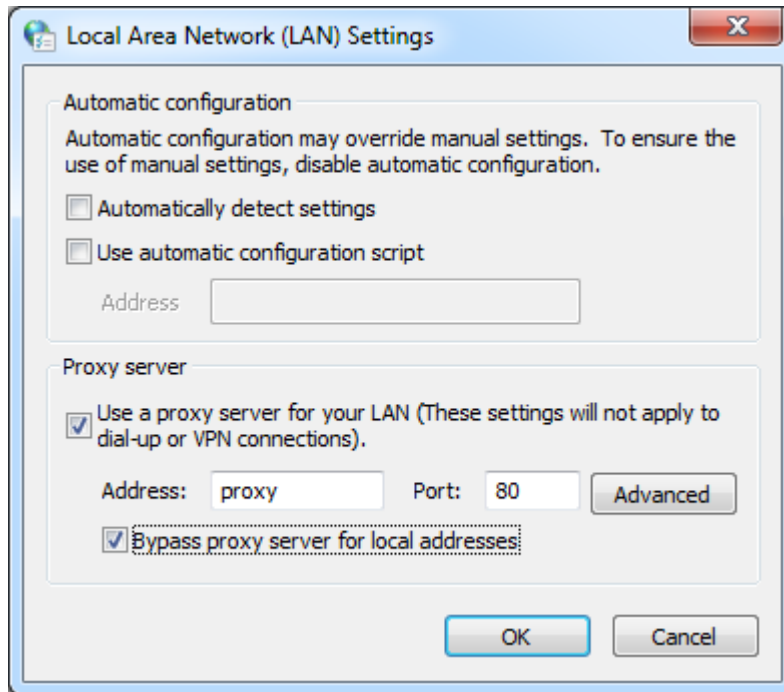 Local Area Network (LAN) Settings
Automatic configuration
Automatic configuration may override manual settings.  To ensure the
use of manual settings, disable automatic configuration.
Automatically detect settings
Use automatic configuration script
Address
Proxy server
Use a proxy server for your LAN (These settings will not apply to
dial-up or VPN connections).
Address: proxy Port: 80 Advanced
Bypass proxy server for local addresses
OK Cancel